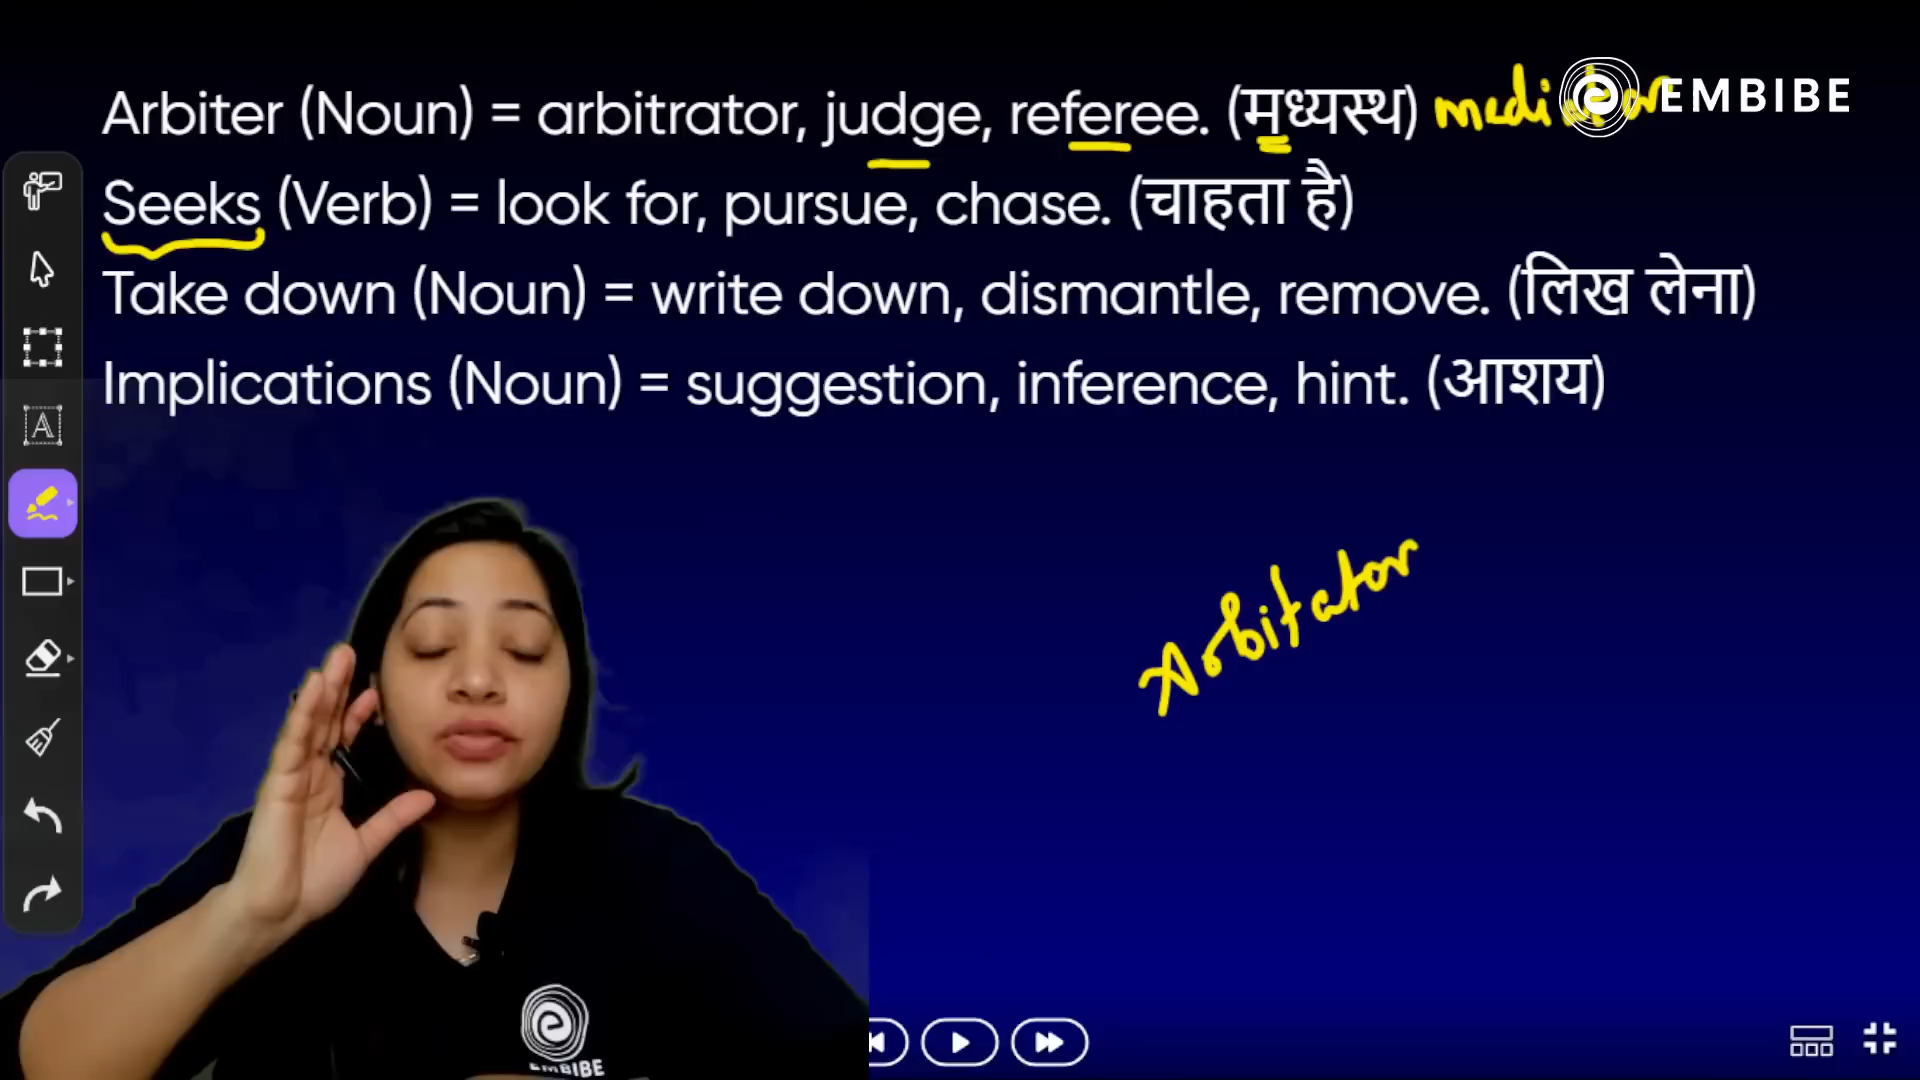 Arbiter (Noun) = arbitrator, judge, referee. (मध्यस्थ)
EMBIBE
Seeks (Verb) = look for, pursue, chase. (चाहता है)
Take down (Noun) = write down, dismantle, remove. (लिख लेना)
Implications (Noun) = suggestion, inference, hint. (आशय)
Arbitator
EMBIBE